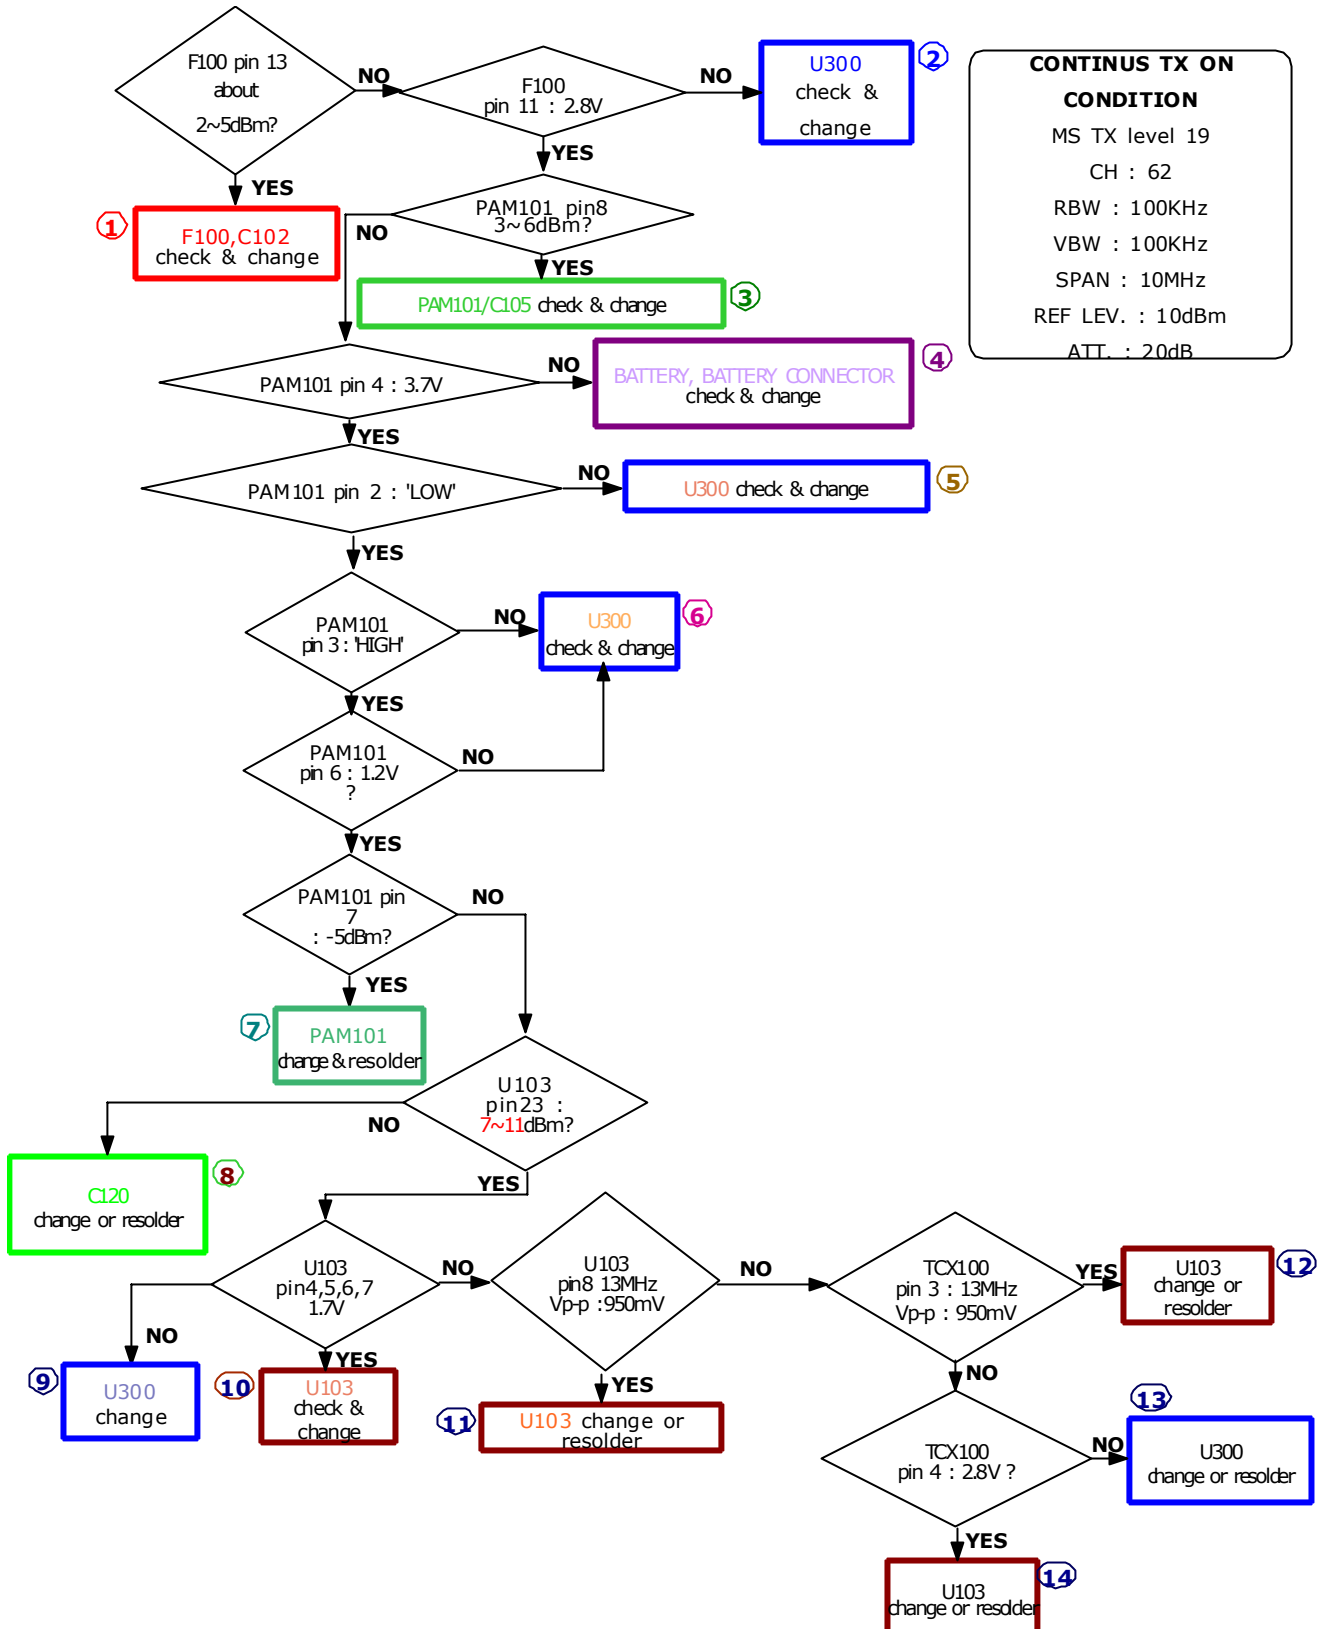 F100 pin 13
about
2~5dBm?
NO
F100
pin 11 : 2.8V
NO
U300
check &
change
2
CONTINUS TX ON
CONDITION
MS TX level 19
CH : 62
RBW : 100KHz
VBW : 100KHz
SPAN : 10MHz
REF LEV. : 10dBm
ATT. : 20dB
YES
YES
1
F100,C102
check & change
PAM101 pin8
3~6dBm?
NO
YES
PAM101/C105 check & change
3
PAM101 pin 4 : 3.7V
NO
BATTERY, BATTERY CONNECTOR
check & change
4
YES
PAM101 pin 2 : 'LOW'
NO
U300 check & change
5
YES
PAM101
pin 3 : 'HIGH'
NO
U300
check & change
6
YES
PAM101
pin 6 : 1.2V
?
NO
YES
PAM101 pin
7
: -5dBm?
NO
YES
7
PAM101
change & resolder
U103
pin23 :
7~11dBm?
NO
8
C120
change or resolder
YES
U103
pin4,5,6,7
1.7V
NO
U103
pin8 13MHz
Vp-p :950mV
NO
TCX100
pin 3 : 13MHz
Vp-p : 950mV
YES
U103
change or
resolder
12
NO
9
U300
change
YES
10
U103
check &
change
YES
11
U103 change or
resolder
NO
13
TCX100
pin 4 : 2.8V ?
NO
U300
change or resolder
YES
14
U103
change or resolder